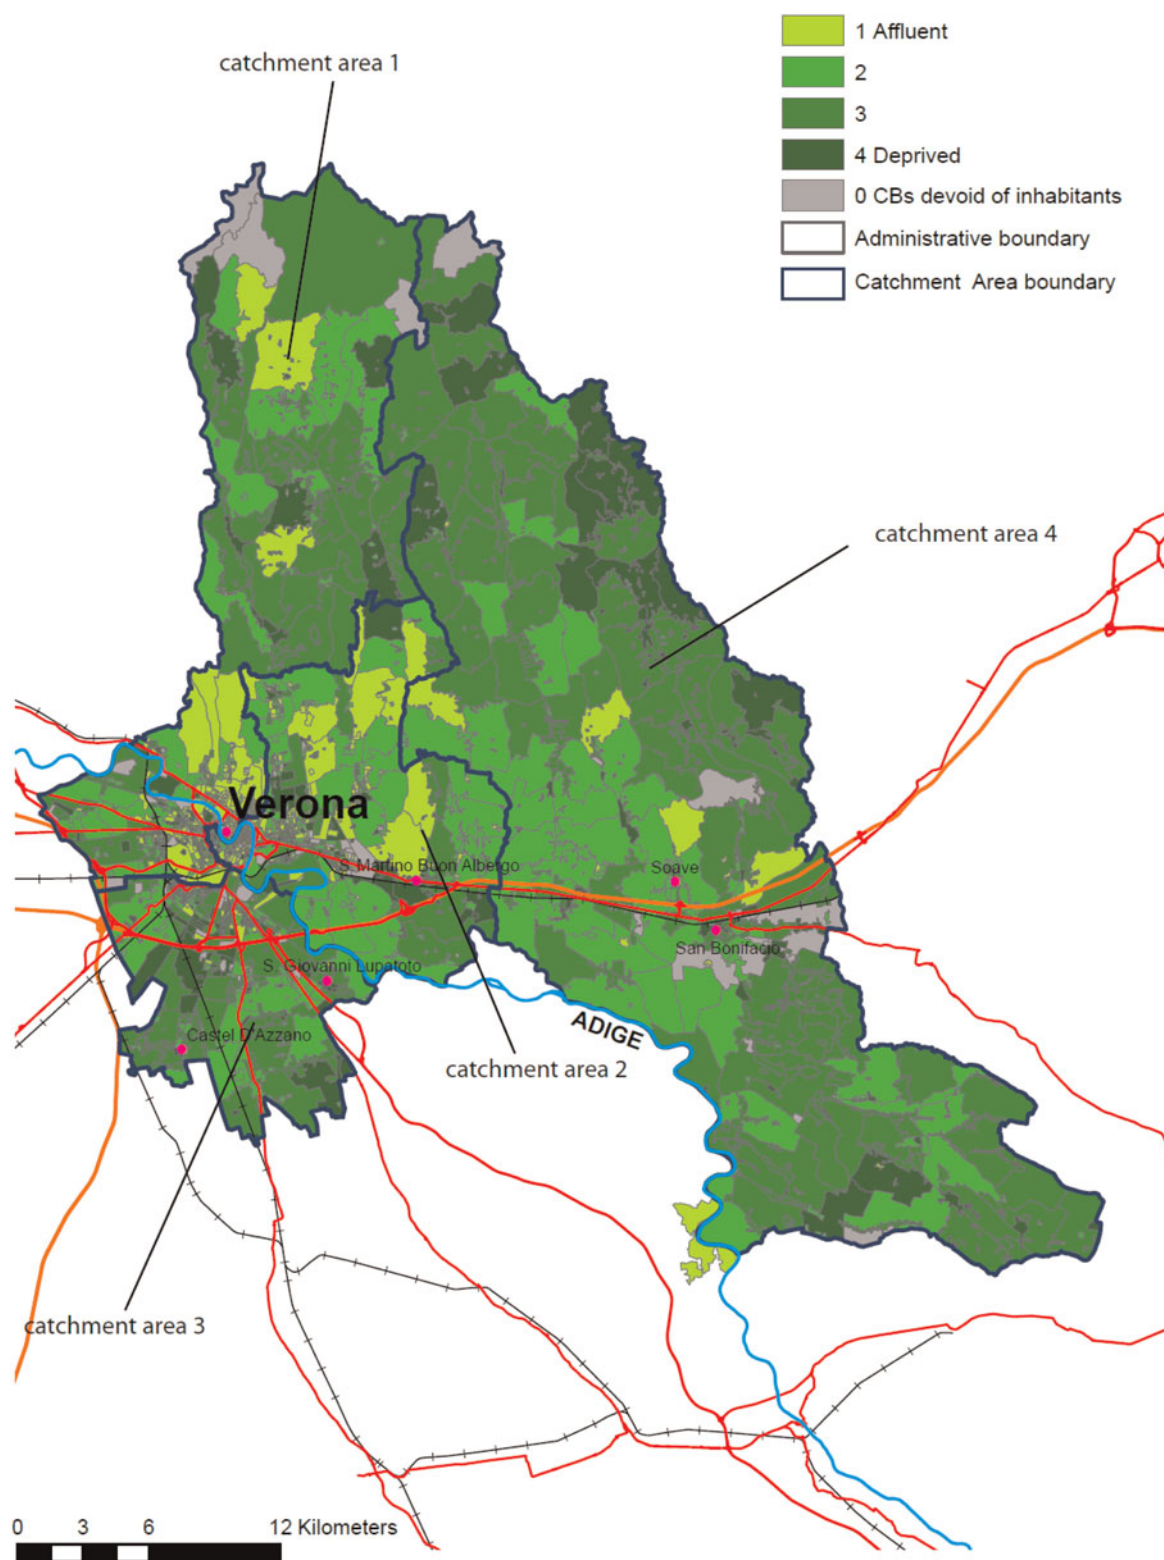 1 Affluent
2
3
4 Deprived
0 CBs devoid of inhabitants
Administrative boundary
Catchment Area boundary
catchment area 1
catchment area 4
Verona
S. Martino Buon Albergo
Soave
San Bonifacio
S. Giovanni Lupatoto
ADIGE
Castel D'Azzano
catchment area 2
catchment area 3
0 3 6 12 Kilometers